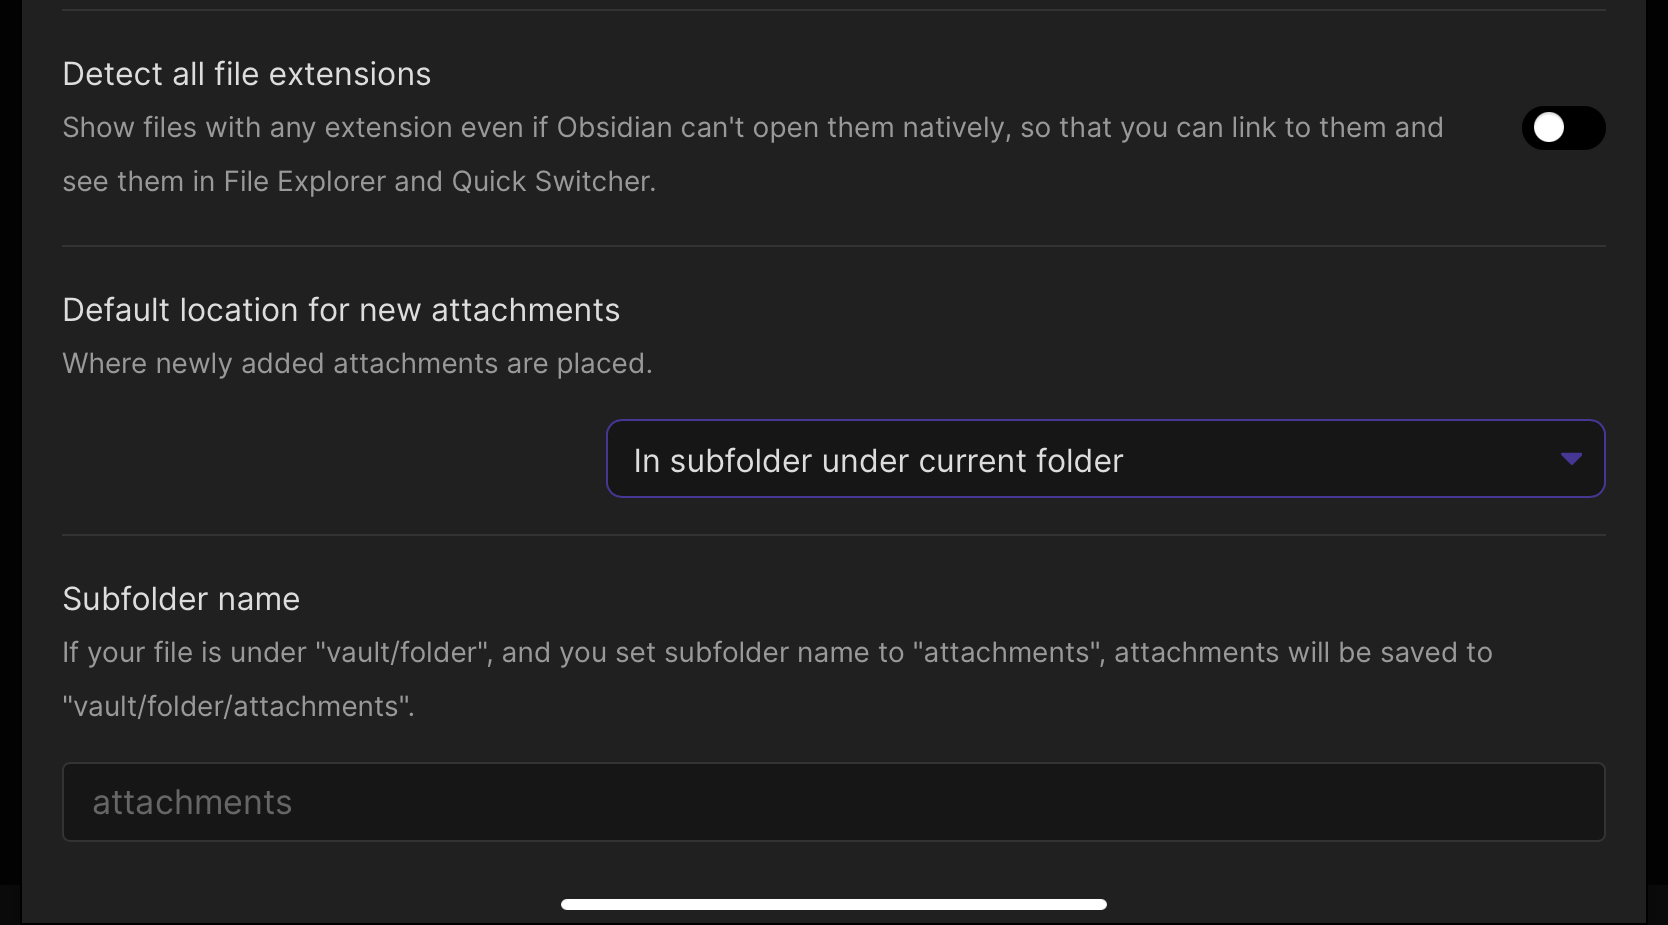 Detect all file extensions
Show files with any extension even if Obsidian can't open them natively, so that you can link to them and
see them in File Explorer and Quick Switcher.
Default location for new attachments
Where newly added attachments are placed.
In subfolder under current folder
Subfolder name
If your file is under "vault/folder", and you set subfolder name to "attachments", attachments will be saved to
"vault/folder/attachments".
attachments